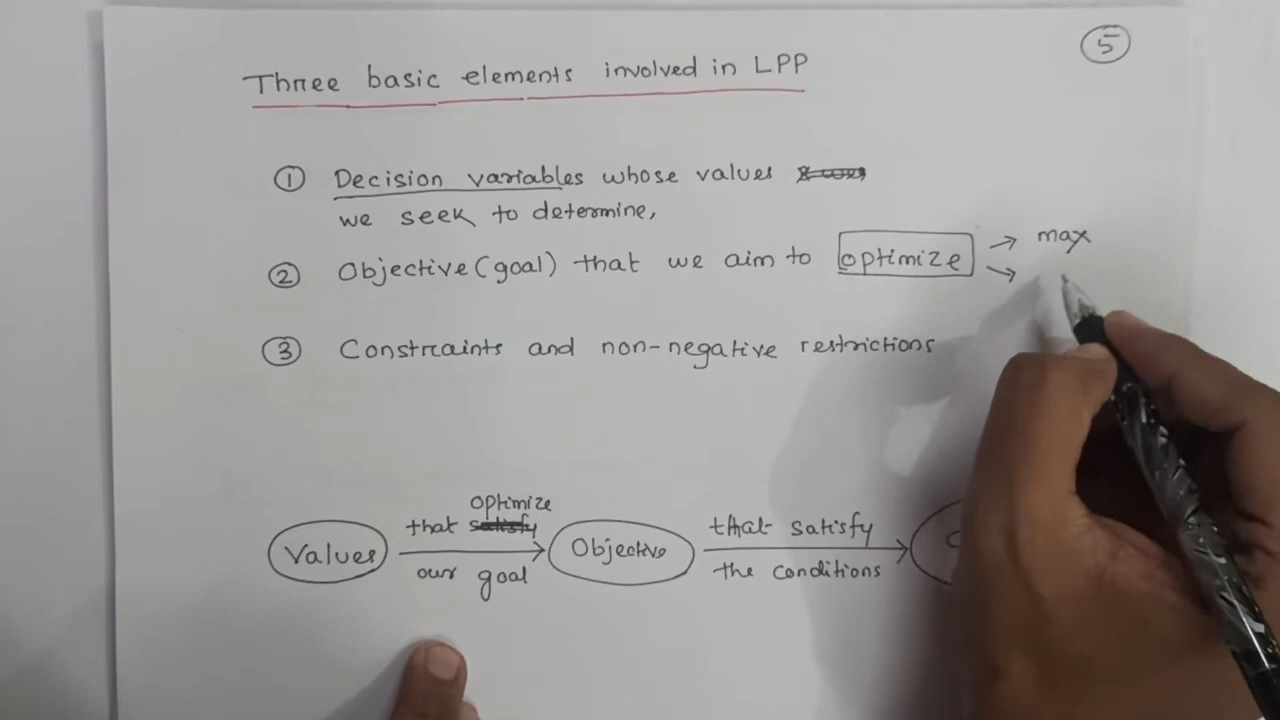 5
Three basic elements involved in LPP
① Decision variables whose values
we seek to determine,
② Objective (goal) that we aim to optimize → max
→
③ Constraints and non-negative restrictions
optimize
that satisfy
our goal
that satisfy
the conditions
Values
Objective